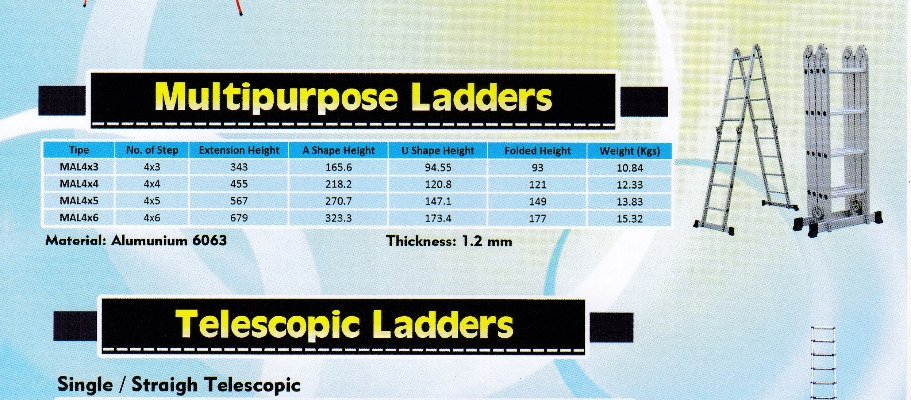 Multipurpose Ladders
Tipe No. of Step Extension Height A Shape Height U Shape Height Folded Height Weight (Kgs)
MAL4x3 4x3 343 165.6 94.55 93 10.84
MAL4x4 4x4 455 218.2 120.8 121 12.33
MAL4x5 4x5 567 270.7 147.1 149 13.83
MAL4x6 4x6 679 323.3 173.4 177 15.32
Material: Alumunium 6063 Thickness: 1.2 mm
Telescopic Ladders
Single / Straigh Telescopic